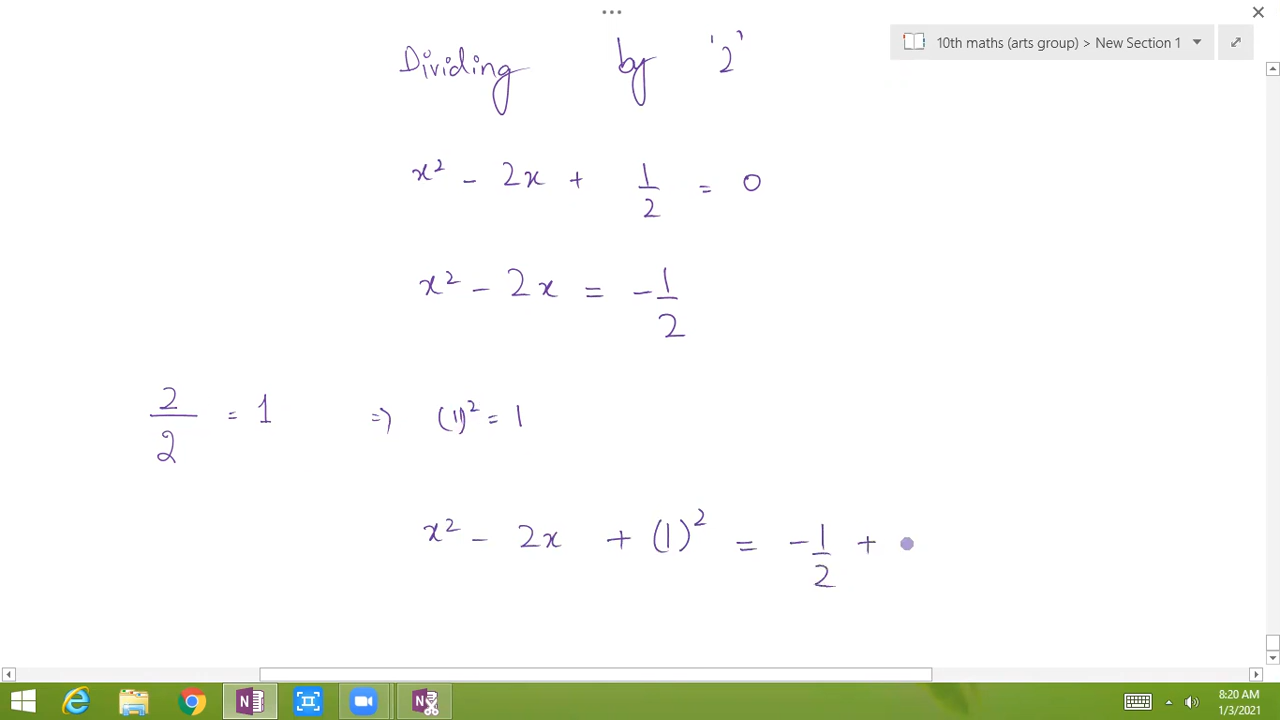 10th maths (arts group) > New Section 1
Dividing by '2'
x² - 2x + 1/2 = 0
x² - 2x = -1/2
2/2 = 1 ⇒ (1)² = 1
x² - 2x + (1)² = -1/2 +
8:20 AM
1/3/2021